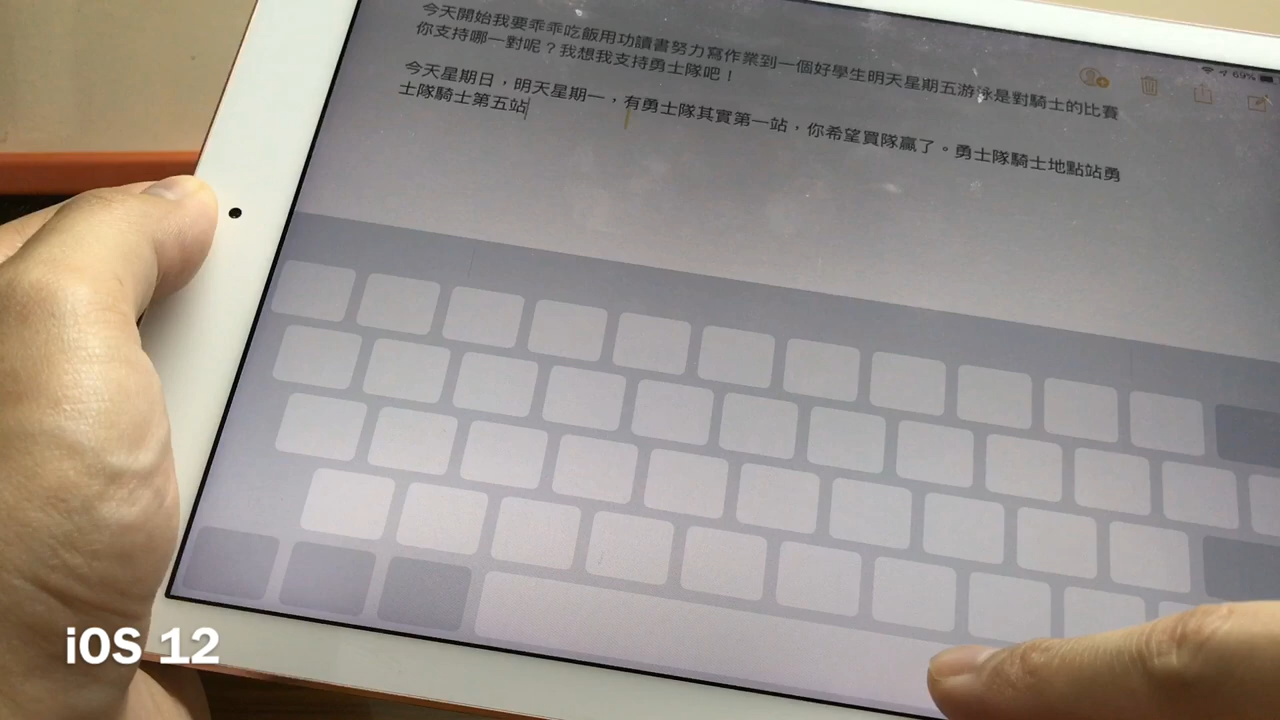 今天開始我要乖乖吃飯用功讀書努力寫作業到一個好學生明天星期五游泳是對騎士的比賽
你支持哪一對呢？我想我支持勇士隊吧！
今天星期日，明天星期一，有勇士隊其實第一站，你希望買隊贏了。勇士隊騎士地點站勇
士隊騎士第五站
69%
iOS 12